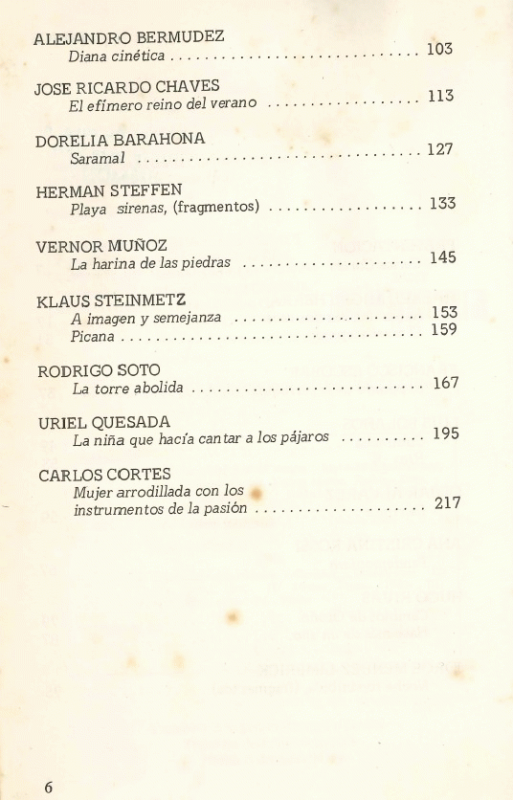 ALEJANDRO BERMUDEZ
Diana cinética .............................. 103
JOSE RICARDO CHAVES
El efímero reino del verano .................. 113
DORELIA BARAHONA
Saramal .................................. 127
HERMAN STEFFEN
Playa sirenas, (fragmentos) .................. 133
VERNOR MUÑOZ
La harina de las piedras ..................... 145
KLAUS STEINMETZ
A imagen y semejanza ....................... 153
Picana .................................... 159
RODRIGO SOTO
La torre abolida ............................ 167
URIEL QUESADA
La niña que hacía cantar a los pájaros .......... 195
CARLOS CORTES
Mujer arrodillada con los
instrumentos de la pasión .................... 217
6